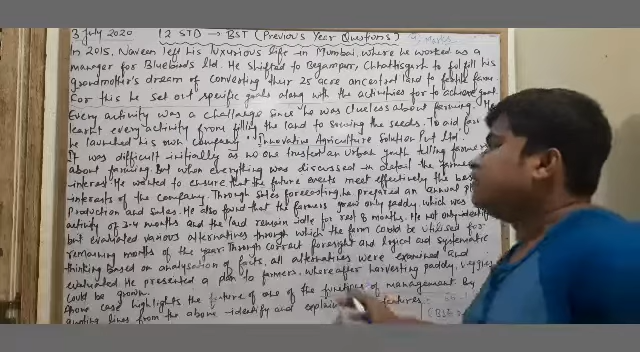 3 July 2020 12 STD → BST (Previous Year Questions) 5 Marks
In 2015, Naveen left his luxurious life in Mumbai, where he worked as a
manager for Bluebirds Ltd. He shifted to Begampur, Chhattisgarh to fulfill his
grandmother's dream of converting their 25 acre ancestral land to fertile farm.
For this he set out specific goals along with the activities for to achieve goal.
Every activity was a challenge since he was clueless about farming. He
learnt every activity from filling the land to sowing the seeds. To aid far
he launched his own company "Innovative Agriculture Solution Pvt Ltd.
It was difficult initially as no one trusted an urban youth telling farmers
about farming. But when everything was discussed in detail the farmers
interes. He wanted to ensure that the future events meet effectively the bes
interests of the company. Through sales forecasting, he prepared an annual pl
Production and sales. He also found that the farmers grew only paddy, which was
activity of 3-4 months and the land remain idle for rest 8 months. He not only identif
but evaluated various alternatives through which the farm could be utilised for
remaining months of the year. Through correct foresight and logical and systematic
thinking based on analysation of facts, all alternatives were examined and
evaluated. He presented a plan to farmers, where after harvesting paddy, veg
could be grown.
Above case highlights the future of one of the functions of management. By
quoting lines from the above - identify and explain features. (CBSE